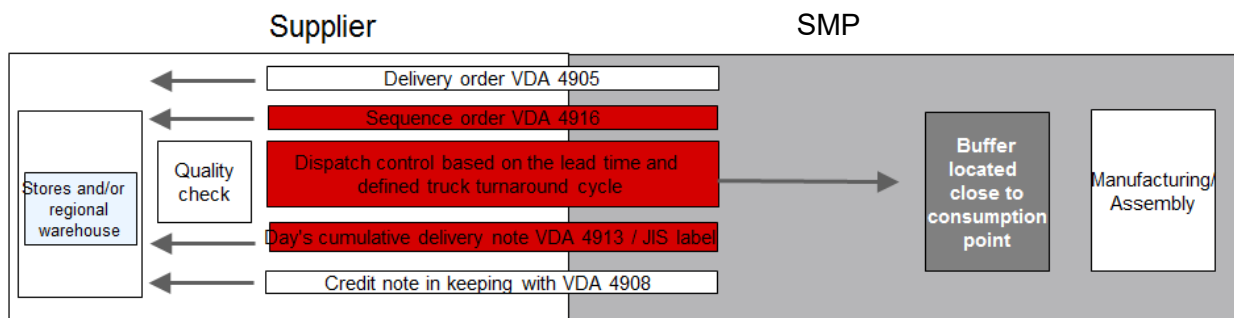 Supplier
SMP
Delivery order VDA 4905
Sequence order VDA 4916
Stores and/or
regional
warehouse
Quality
check
Dispatch control based on the lead time and
defined truck turnaround cycle
Buffer
located
close to
consumption
point
Manufacturing/
Assembly
Day's cumulative delivery note VDA 4913 / JIS label
Credit note in keeping with VDA 4908